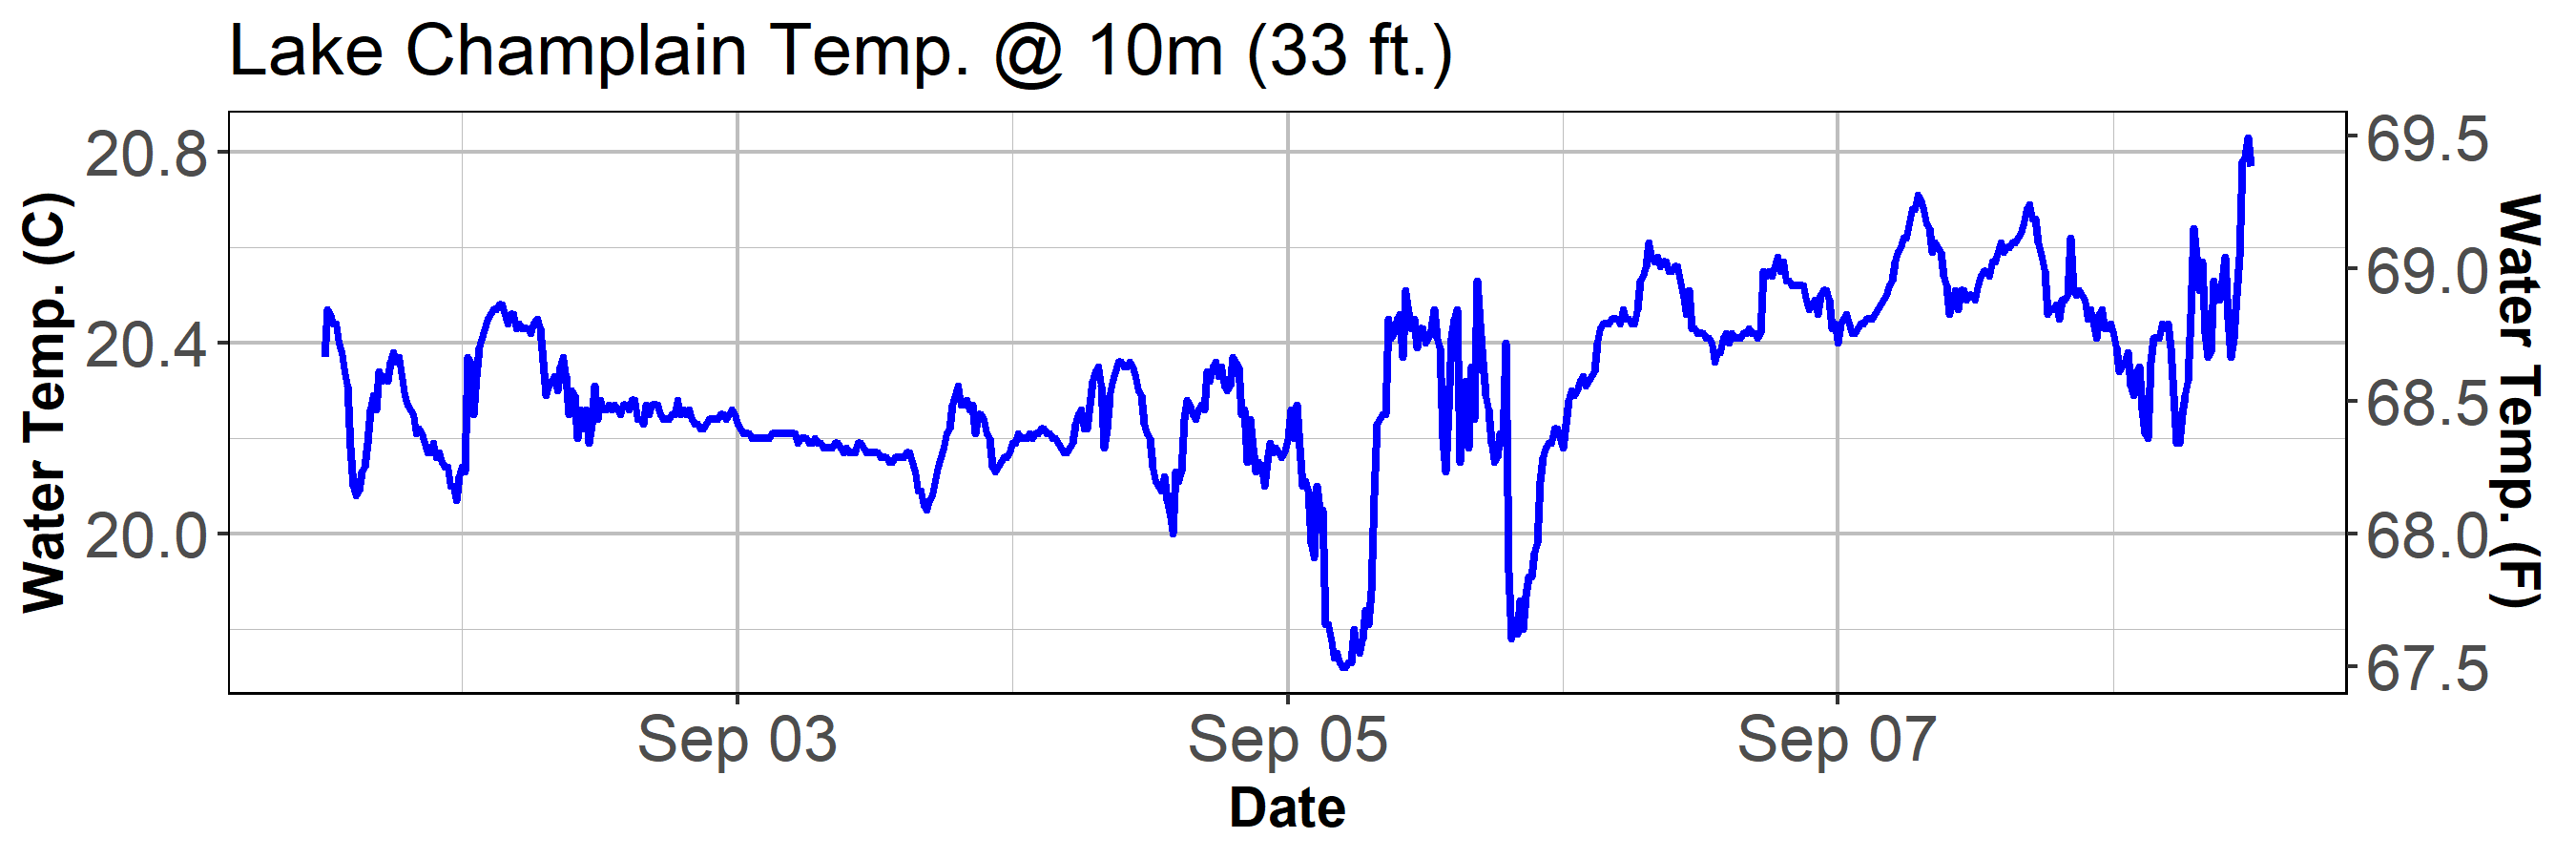 Lake Champlain Temp. @ 10m (33 ft.)
Water Temp. (C)
20.8
20.4
20.0
69.5
69.0
68.5
68.0
67.5
Water Temp. (F)
Sep 03 Sep 05 Sep 07
Date